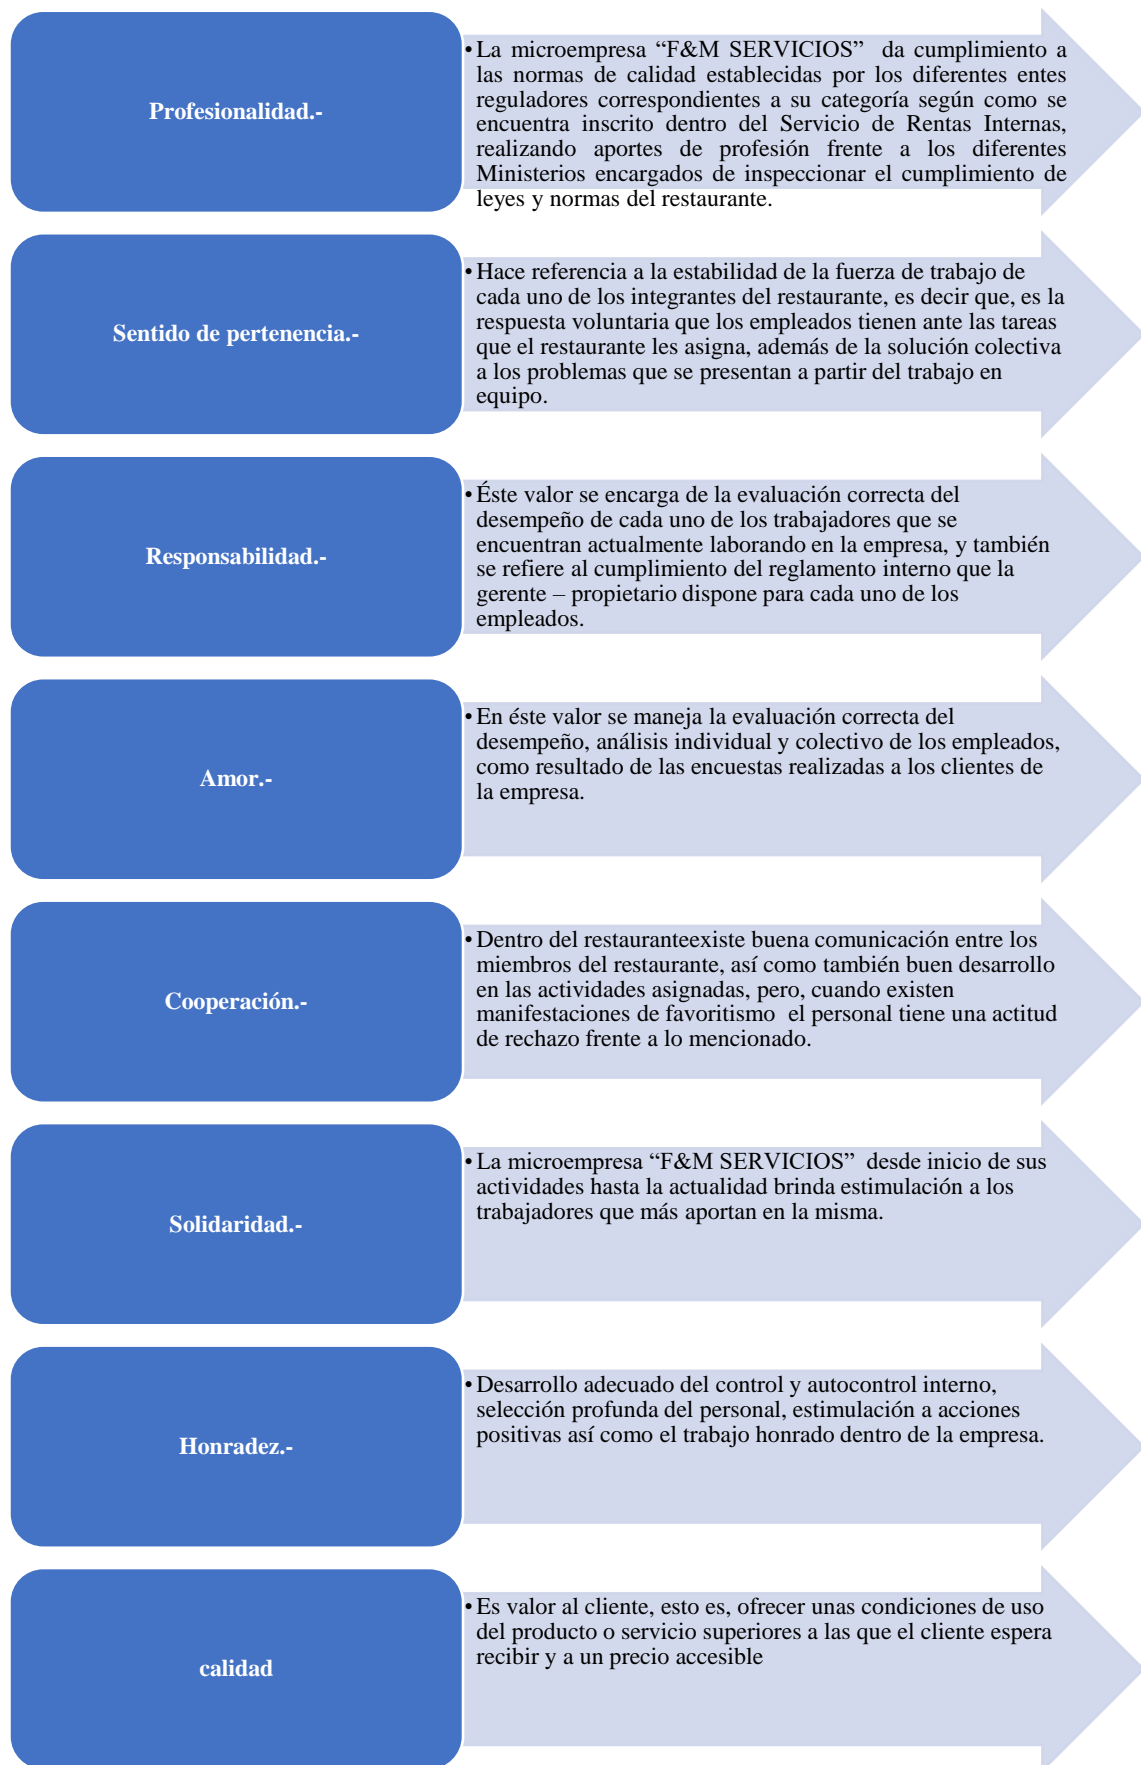 Profesionalidad.-
•La microempresa “F&M SERVICIOS” da cumplimiento a
las normas de calidad establecidas por los diferentes entes
reguladores correspondientes a su categoría según como se
encuentra inscrito dentro del Servicio de Rentas Internas,
realizando aportes de profesión frente a los diferentes
Ministerios encargados de inspeccionar el cumplimiento de
leyes y normas del restaurante.
Sentido de pertenencia.-
•Hace referencia a la estabilidad de la fuerza de trabajo de
cada uno de los integrantes del restaurante, es decir que, es la
respuesta voluntaria que los empleados tienen ante las tareas
que el restaurante les asigna, además de la solución colectiva
a los problemas que se presentan a partir del trabajo en
equipo.
Responsabilidad.-
•Éste valor se encarga de la evaluación correcta del
desempeño de cada uno de los trabajadores que se
encuentran actualmente laborando en la empresa, y también
se refiere al cumplimiento del reglamento interno que la
gerente – propietario dispone para cada uno de los
empleados.
Amor.-
•En éste valor se maneja la evaluación correcta del
desempeño, análisis individual y colectivo de los empleados,
como resultado de las encuestas realizadas a los clientes de
la empresa.
Cooperación.-
•Dentro del restauranteexiste buena comunicación entre los
miembros del restaurante, así como también buen desarrollo
en las actividades asignadas, pero, cuando existen
manifestaciones de favoritismo el personal tiene una actitud
de rechazo frente a lo mencionado.
Solidaridad.-
•La microempresa “F&M SERVICIOS” desde inicio de sus
actividades hasta la actualidad brinda estimulación a los
trabajadores que más aportan en la misma.
Honradez.-
•Desarrollo adecuado del control y autocontrol interno,
selección profunda del personal, estimulación a acciones
positivas así como el trabajo honrado dentro de la empresa.
calidad
•Es valor al cliente, esto es, ofrecer unas condiciones de uso
del producto o servicio superiores a las que el cliente espera
recibir y a un precio accesible